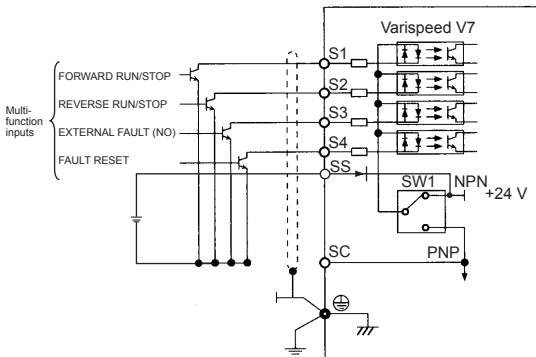 Varispeed V7
S1
FORWARD RUN/STOP
S2
REVERSE RUN/STOP
Multi-
function
inputs
S3
EXTERNAL FAULT (NO)
S4
FAULT RESET
SS
SW1
NPN
+24 V
SC
PNP